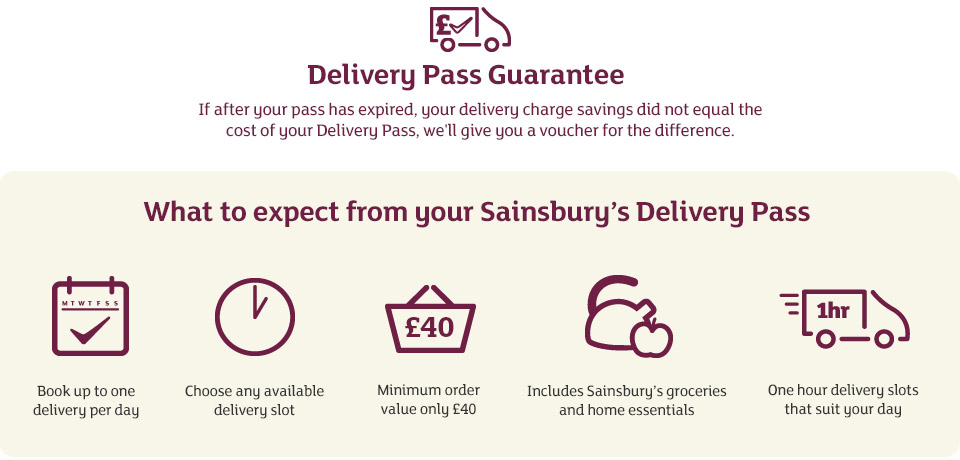 £
Delivery Pass Guarantee
If after your pass has expired, your delivery charge savings did not equal the
cost of your Delivery Pass, we'll give you a voucher for the difference.
What to expect from your Sainsbury's Delivery Pass
M T W T F S S
£40
1hr
Book up to one
delivery per day
Choose any available
delivery slot
Minimum order
value only £40
Includes Sainsbury's groceries
and home essentials
One hour delivery slots
that suit your day